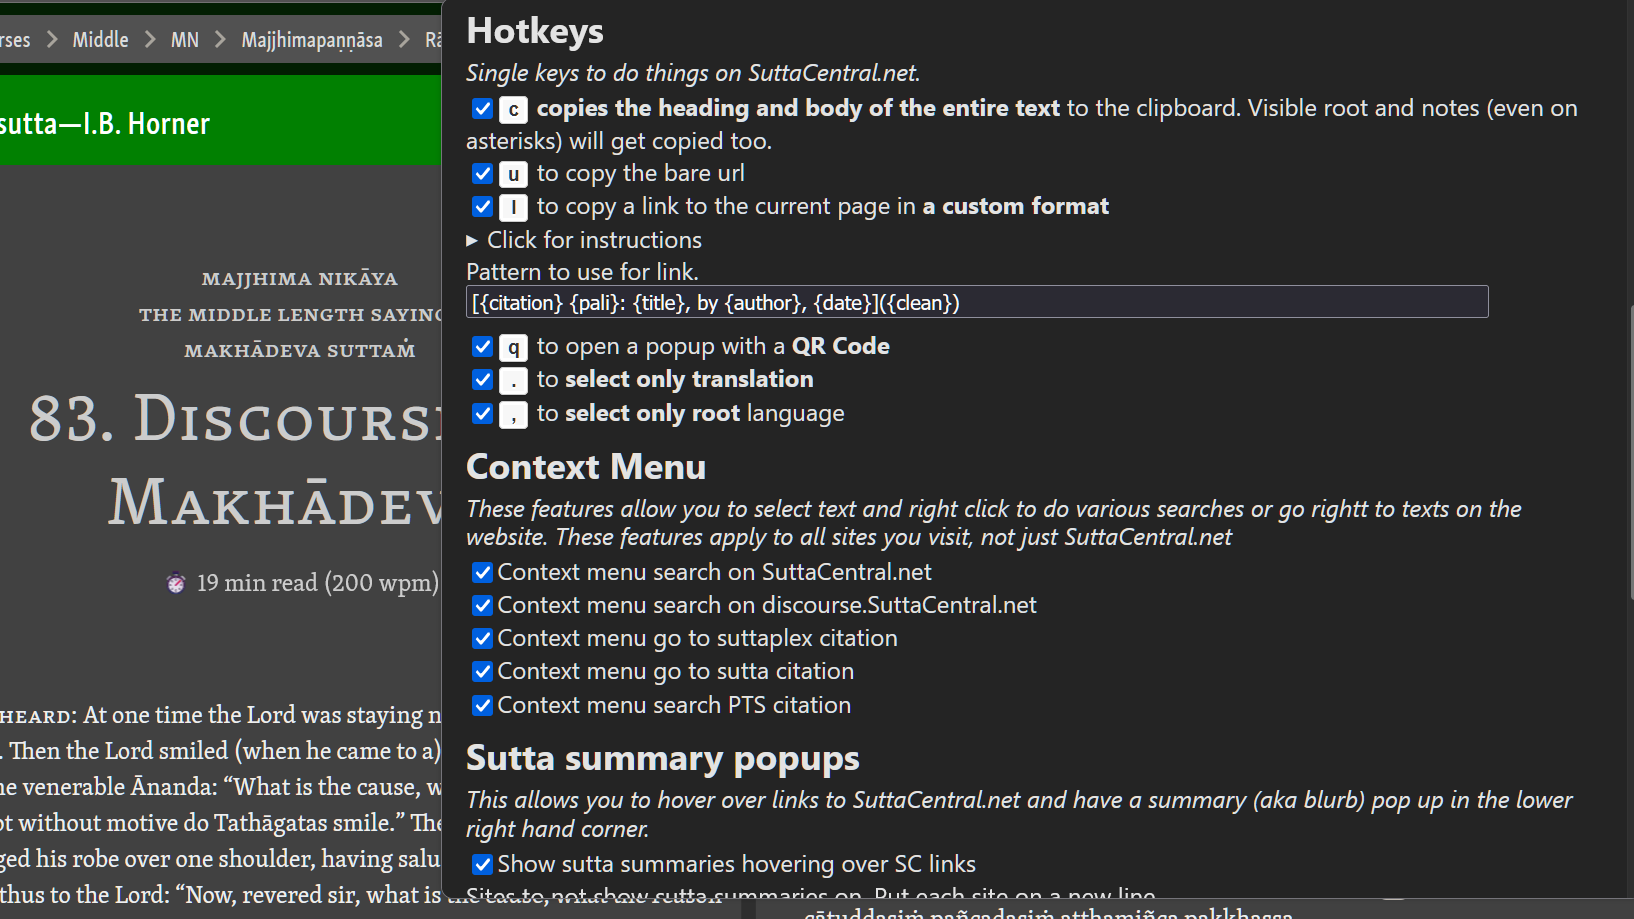 rses > Middle > MN > Majjhimapaṇṇāsa > Rā
sutta—I.B. Horner
MAJJHIMA NIKĀYA
THE MIDDLE LENGTH SAYING
MAKHĀDEVA SUTTAṀ
83. Discourse
Makhādev
19 min read (200 wpm)
HEARD: At one time the Lord was staying n
. Then the Lord smiled (when he came to a)
ne venerable Ānanda: “What is the cause, w
ot without motive do Tathāgatas smile.” The
ged his robe over one shoulder, having salu
thus to the Lord: “Now, revered sir, what is
Hotkeys
Single keys to do things on SuttaCentral.net.
c copies the heading and body of the entire text to the clipboard. Visible root and notes (even on
asterisks) will get copied too.
u to copy the bare url
l to copy a link to the current page in a custom format
▶ Click for instructions
Pattern to use for link.
[{citation} {pali}: {title}, by {author}, {date}]({clean})
q to open a popup with a QR Code
. to select only translation
, to select only root language
Context Menu
These features allow you to select text and right click to do various searches or go rightt to texts on the
website. These features apply to all sites you visit, not just SuttaCentral.net
Context menu search on SuttaCentral.net
Context menu search on discourse.SuttaCentral.net
Context menu go to suttaplex citation
Context menu go to sutta citation
Context menu search PTS citation
Sutta summary popups
This allows you to hover over links to SuttaCentral.net and have a summary (aka blurb) pop up in the lower
right hand corner.
Show sutta summaries hovering over SC links
Sites to not show sutta summaries on. Put each site on a new line
cātuddasiṁ pañcadasiṁ aṭṭhamiñca pakkhassa